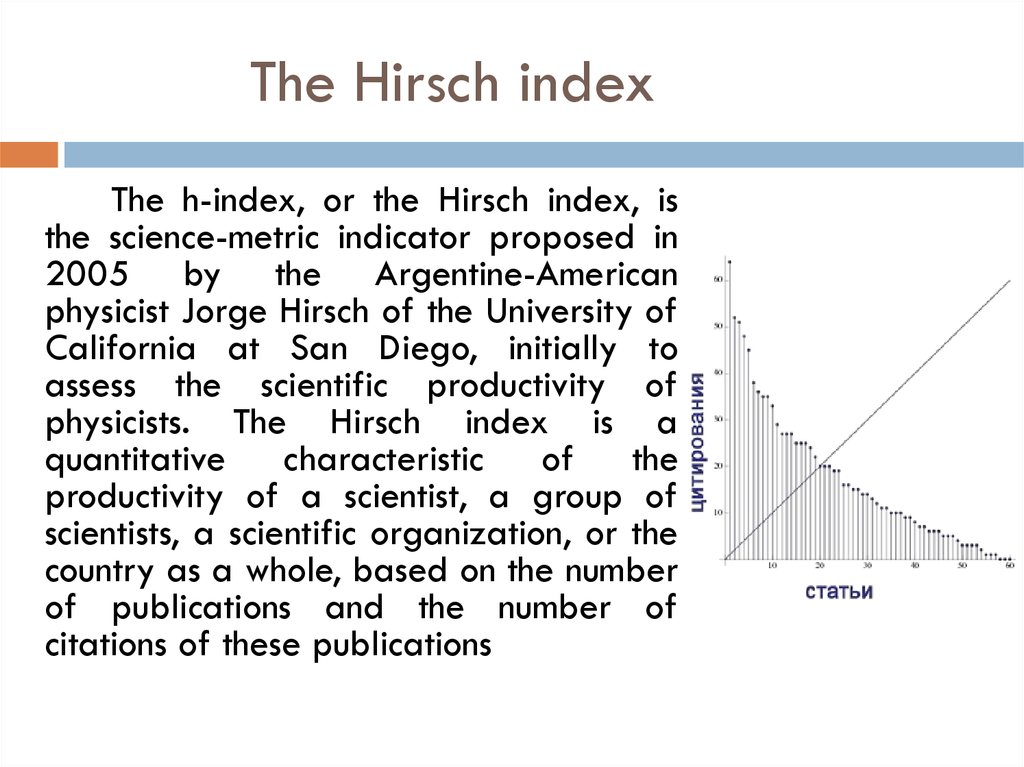 The Hirsch index
The h-index, or the Hirsch index, is
the science-metric indicator proposed in
2005 by the Argentine-American
physicist Jorge Hirsch of the University of
California at San Diego, initially to
assess the scientific productivity of
physicists. The Hirsch index is a
quantitative characteristic of the
productivity of a scientist, a group of
scientists, a scientific organization, or the
country as a whole, based on the number
of publications and the number of
citations of these publications
цитирования
60
50
40
30
20
10
10 20 30 40 50 60
статьи